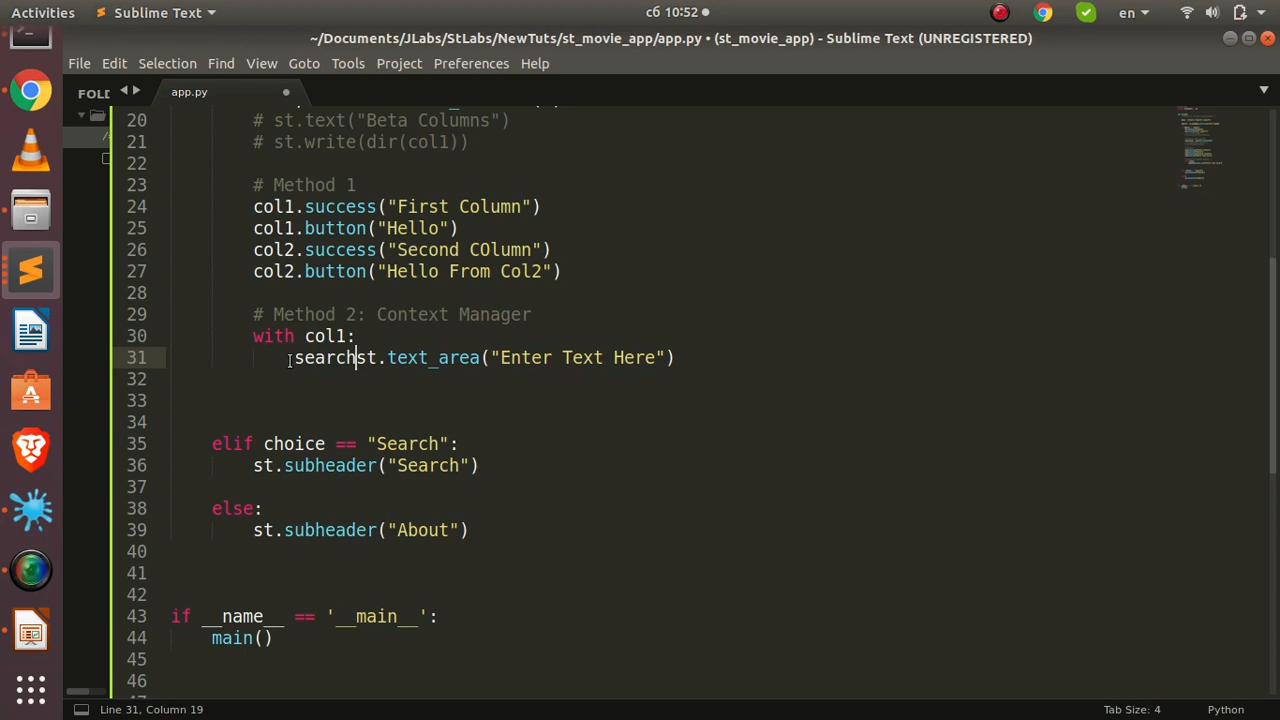 Activities
Sublime Text
сб 10:52
en
~/Documents/JLabs/StLabs/NewTuts/st_movie_app/app.py • (st_movie_app) - Sublime Text (UNREGISTERED)
File Edit Selection Find View Goto Tools Project Preferences Help
FOLD
app.py
20 # st.text("Beta Columns")
21 # st.write(dir(col1))
22
23 # Method 1
24 col1.success("First Column")
25 col1.button("Hello")
26 col2.success("Second COlumn")
27 col2.button("Hello From Col2")
28
29 # Method 2: Context Manager
30 with col1:
31 searchst.text_area("Enter Text Here")
32
33
34
35 elif choice == "Search":
36 st.subheader("Search")
37
38 else:
39 st.subheader("About")
40
41
42
43 if __name__ == '__main__':
44 main()
45
46
Line 31, Column 19
Tab Size: 4
Python